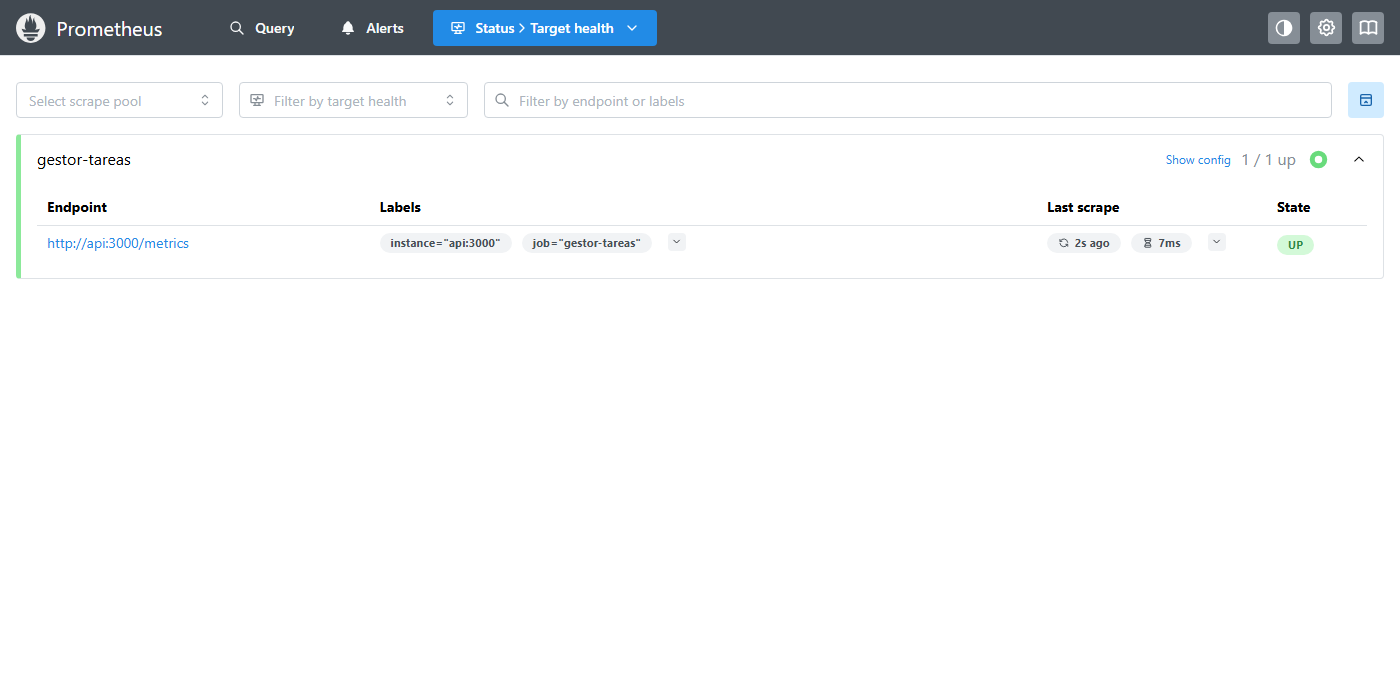 Prometheus Query Alerts Status > Target health
Select scrape pool Filter by target health Filter by endpoint or labels
gestor-tareas Show config 1 / 1 up
Endpoint Labels Last scrape State
http://api:3000/metrics instance="api:3000" job="gestor-tareas" 2s ago 7ms UP